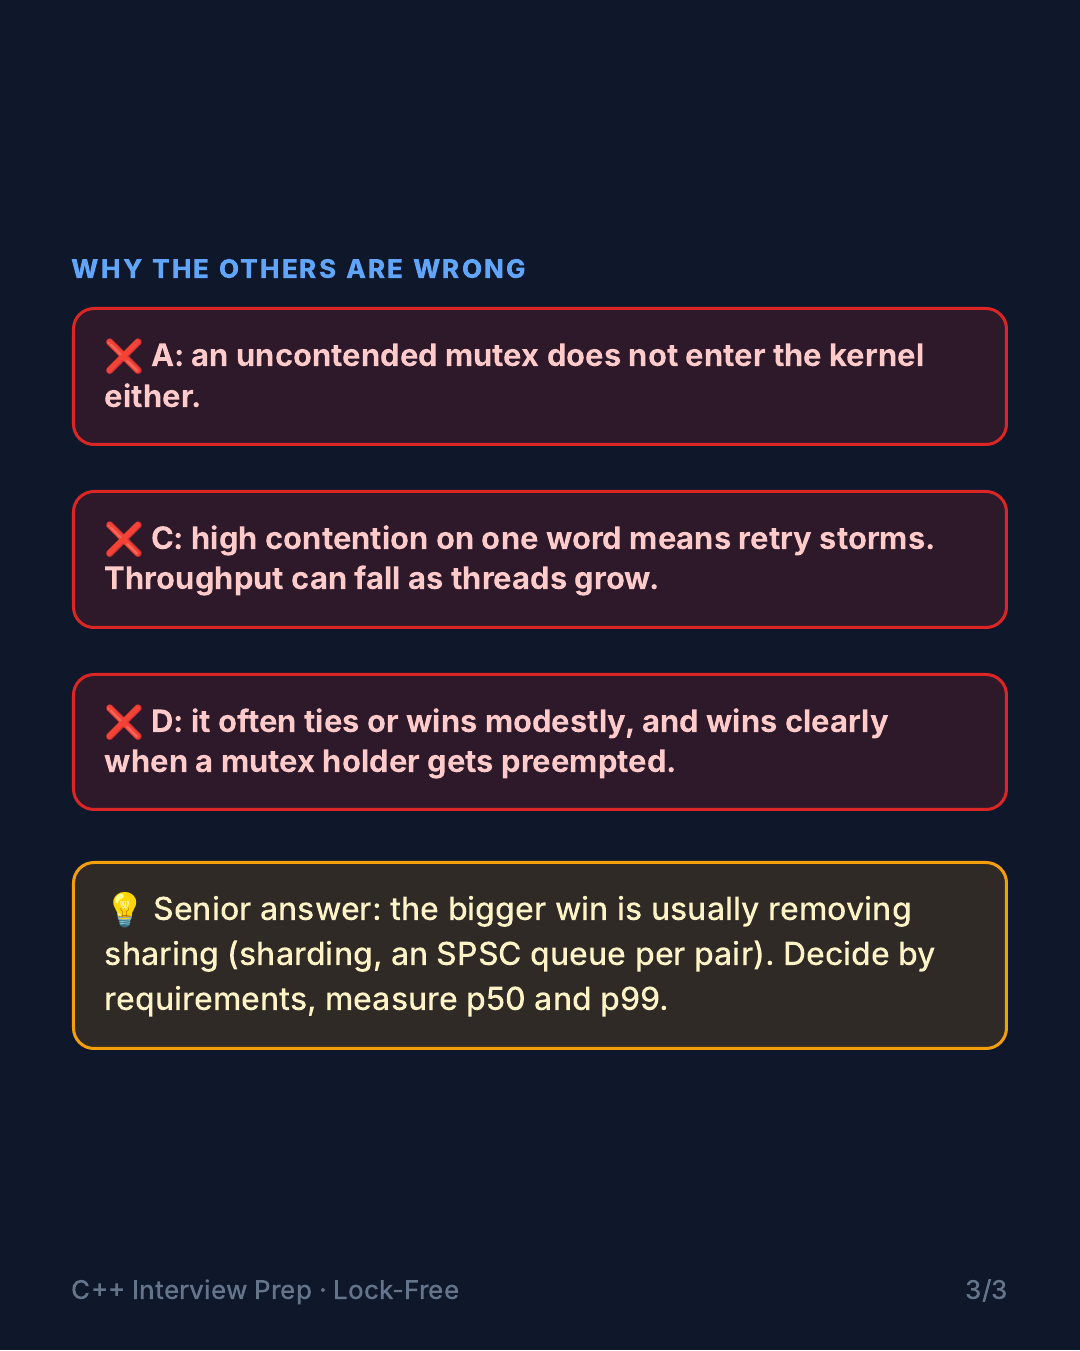 WHY THE OTHERS ARE WRONG
❌ A: an uncontended mutex does not enter the kernel
either.
❌ C: high contention on one word means retry storms.
Throughput can fall as threads grow.
❌ D: it often ties or wins modestly, and wins clearly
when a mutex holder gets preempted.
💡 Senior answer: the bigger win is usually removing
sharing (sharding, an SPSC queue per pair). Decide by
requirements, measure p50 and p99.
C++ Interview Prep · Lock-Free
3/3